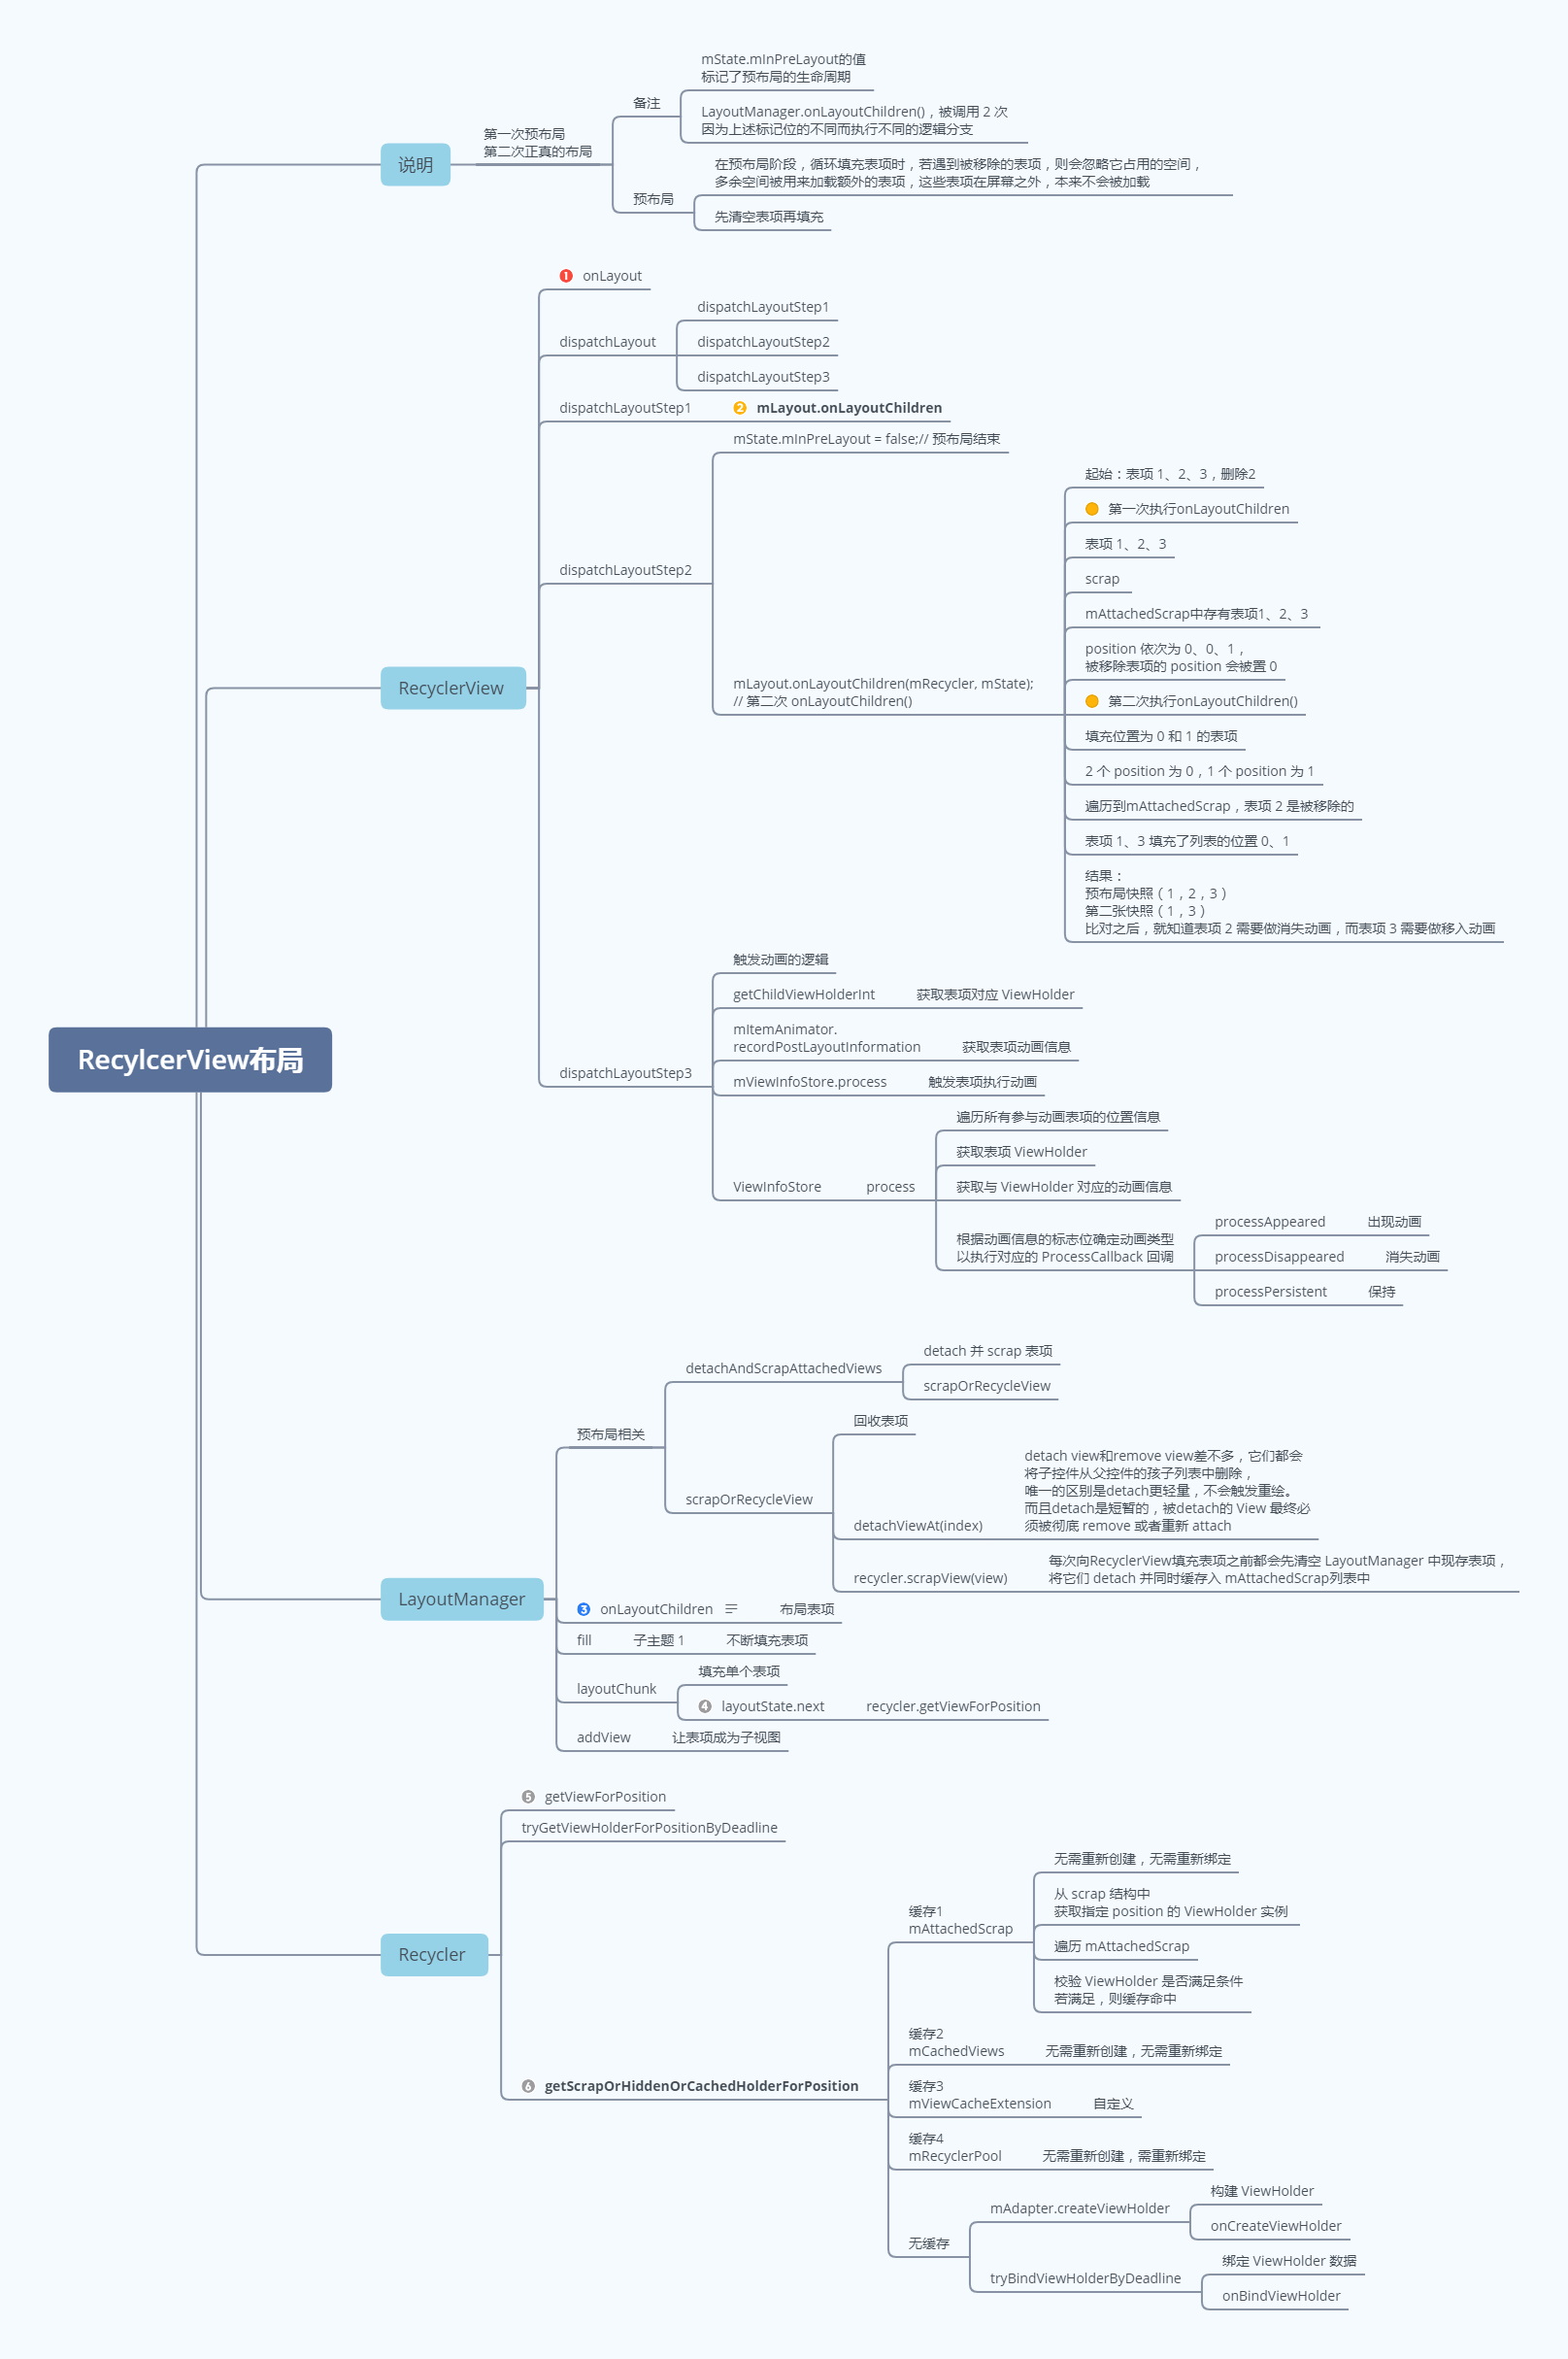 RecylcerView布局
说明
第一次预布局
第二次正真的布局
备注
mState.mInPreLayout的值
标记了预布局的生命周期
LayoutManager.onLayoutChildren()，被调用 2 次
因为上述标记位的不同而执行不同的逻辑分支
预布局
在预布局阶段，循环填充表项时，若遇到被移除的表项，则会忽略它占用的空间，
多余空间被用来加载额外的表项，这些表项在屏幕之外，本来不会被加载
先清空表项再填充
RecyclerView
1 onLayout
dispatchLayout
dispatchLayoutStep1
dispatchLayoutStep2
dispatchLayoutStep3
dispatchLayoutStep1
2 mLayout.onLayoutChildren
dispatchLayoutStep2
mState.mInPreLayout = false;// 预布局结束
mLayout.onLayoutChildren(mRecycler, mState);
// 第二次 onLayoutChildren()
起始：表项 1、2、3，删除2
第一次执行onLayoutChildren
表项 1、2、3
scrap
mAttachedScrap中存有表项1、2、3
position 依次为 0、0、1，
被移除表项的 position 会被置 0
第二次执行onLayoutChildren()
填充位置为 0 和 1 的表项
2 个 position 为 0，1 个 position 为 1
遍历到mAttachedScrap，表项 2 是被移除的
表项 1、3 填充了列表的位置 0、1
结果：
预布局快照（1，2，3）
第二张快照（1，3）
比对之后，就知道表项 2 需要做消失动画，而表项 3 需要做移入动画
dispatchLayoutStep3
触发动画的逻辑
getChildViewHolderInt
获取表项对应 ViewHolder
mItemAnimator.
recordPostLayoutInformation
获取表项动画信息
mViewInfoStore.process
触发表项执行动画
ViewInfoStore
process
遍历所有参与动画表项的位置信息
获取表项 ViewHolder
获取与 ViewHolder 对应的动画信息
根据动画信息的标志位确定动画类型
以执行对应的 ProcessCallback 回调
processAppeared
出现动画
processDisappeared
消失动画
processPersistent
保持
LayoutManager
预布局相关
detachAndScrapAttachedViews
detach 并 scrap 表项
scrapOrRecycleView
scrapOrRecycleView
回收表项
detachViewAt(index)
detach view和remove view差不多，它们都会
将子控件从父控件的孩子列表中删除，
唯一的区别是detach更轻量，不会触发重绘。
而且detach是短暂的，被detach的 View 最终必
须被彻底 remove 或者重新 attach
recycler.scrapView(view)
每次向RecyclerView填充表项之前都会先清空 LayoutManager 中现存表项，
将它们 detach 并同时缓存入 mAttachedScrap列表中
3 onLayoutChildren
布局表项
fill
子主题 1
不断填充表项
layoutChunk
填充单个表项
4 layoutState.next
recycler.getViewForPosition
addView
让表项成为子视图
Recycler
5 getViewForPosition
tryGetViewHolderForPositionByDeadline
6 getScrapOrHiddenOrCachedHolderForPosition
缓存1
mAttachedScrap
无需重新创建，无需重新绑定
从 scrap 结构中
获取指定 position 的 ViewHolder 实例
遍历 mAttachedScrap
校验 ViewHolder 是否满足条件
若满足，则缓存命中
缓存2
mCachedViews
无需重新创建，无需重新绑定
缓存3
mViewCacheExtension
自定义
缓存4
mRecyclerPool
无需重新创建，需重新绑定
无缓存
mAdapter.createViewHolder
构建 ViewHolder
onCreateViewHolder
tryBindViewHolderByDeadline
绑定 ViewHolder 数据
onBindViewHolder